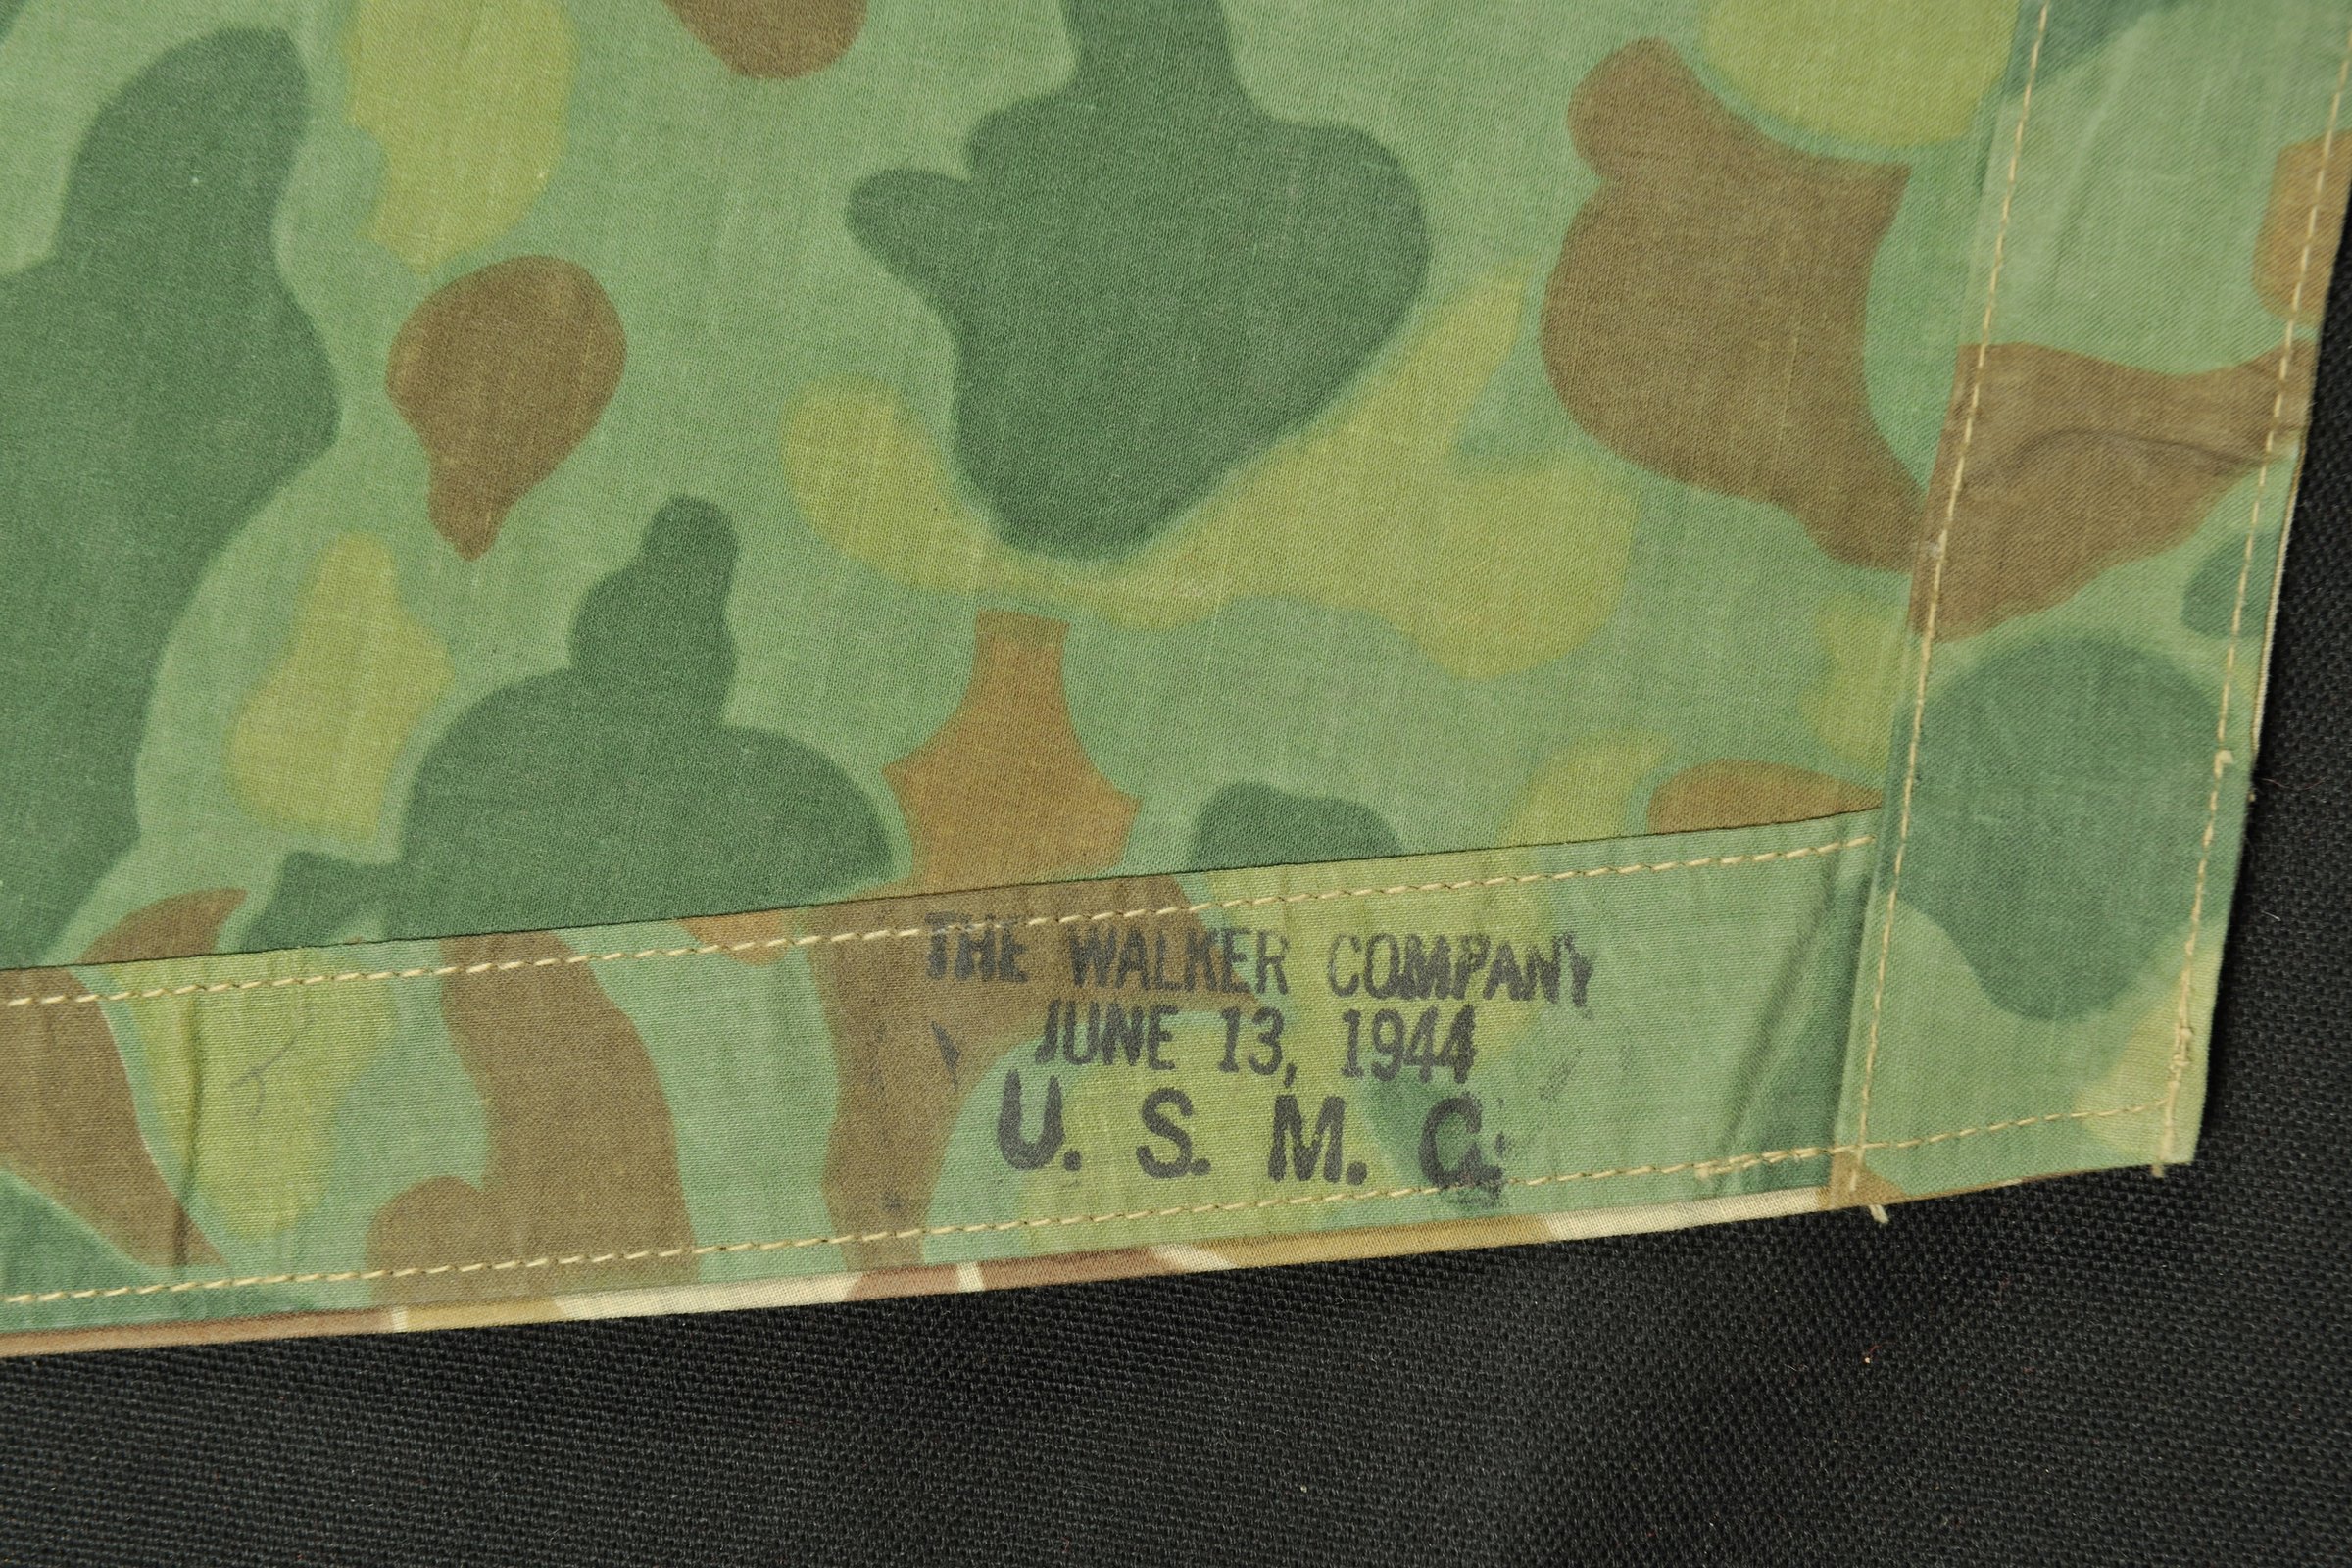 THE WALKER COMPANY
JUNE 13, 1944
U. S. M. C.